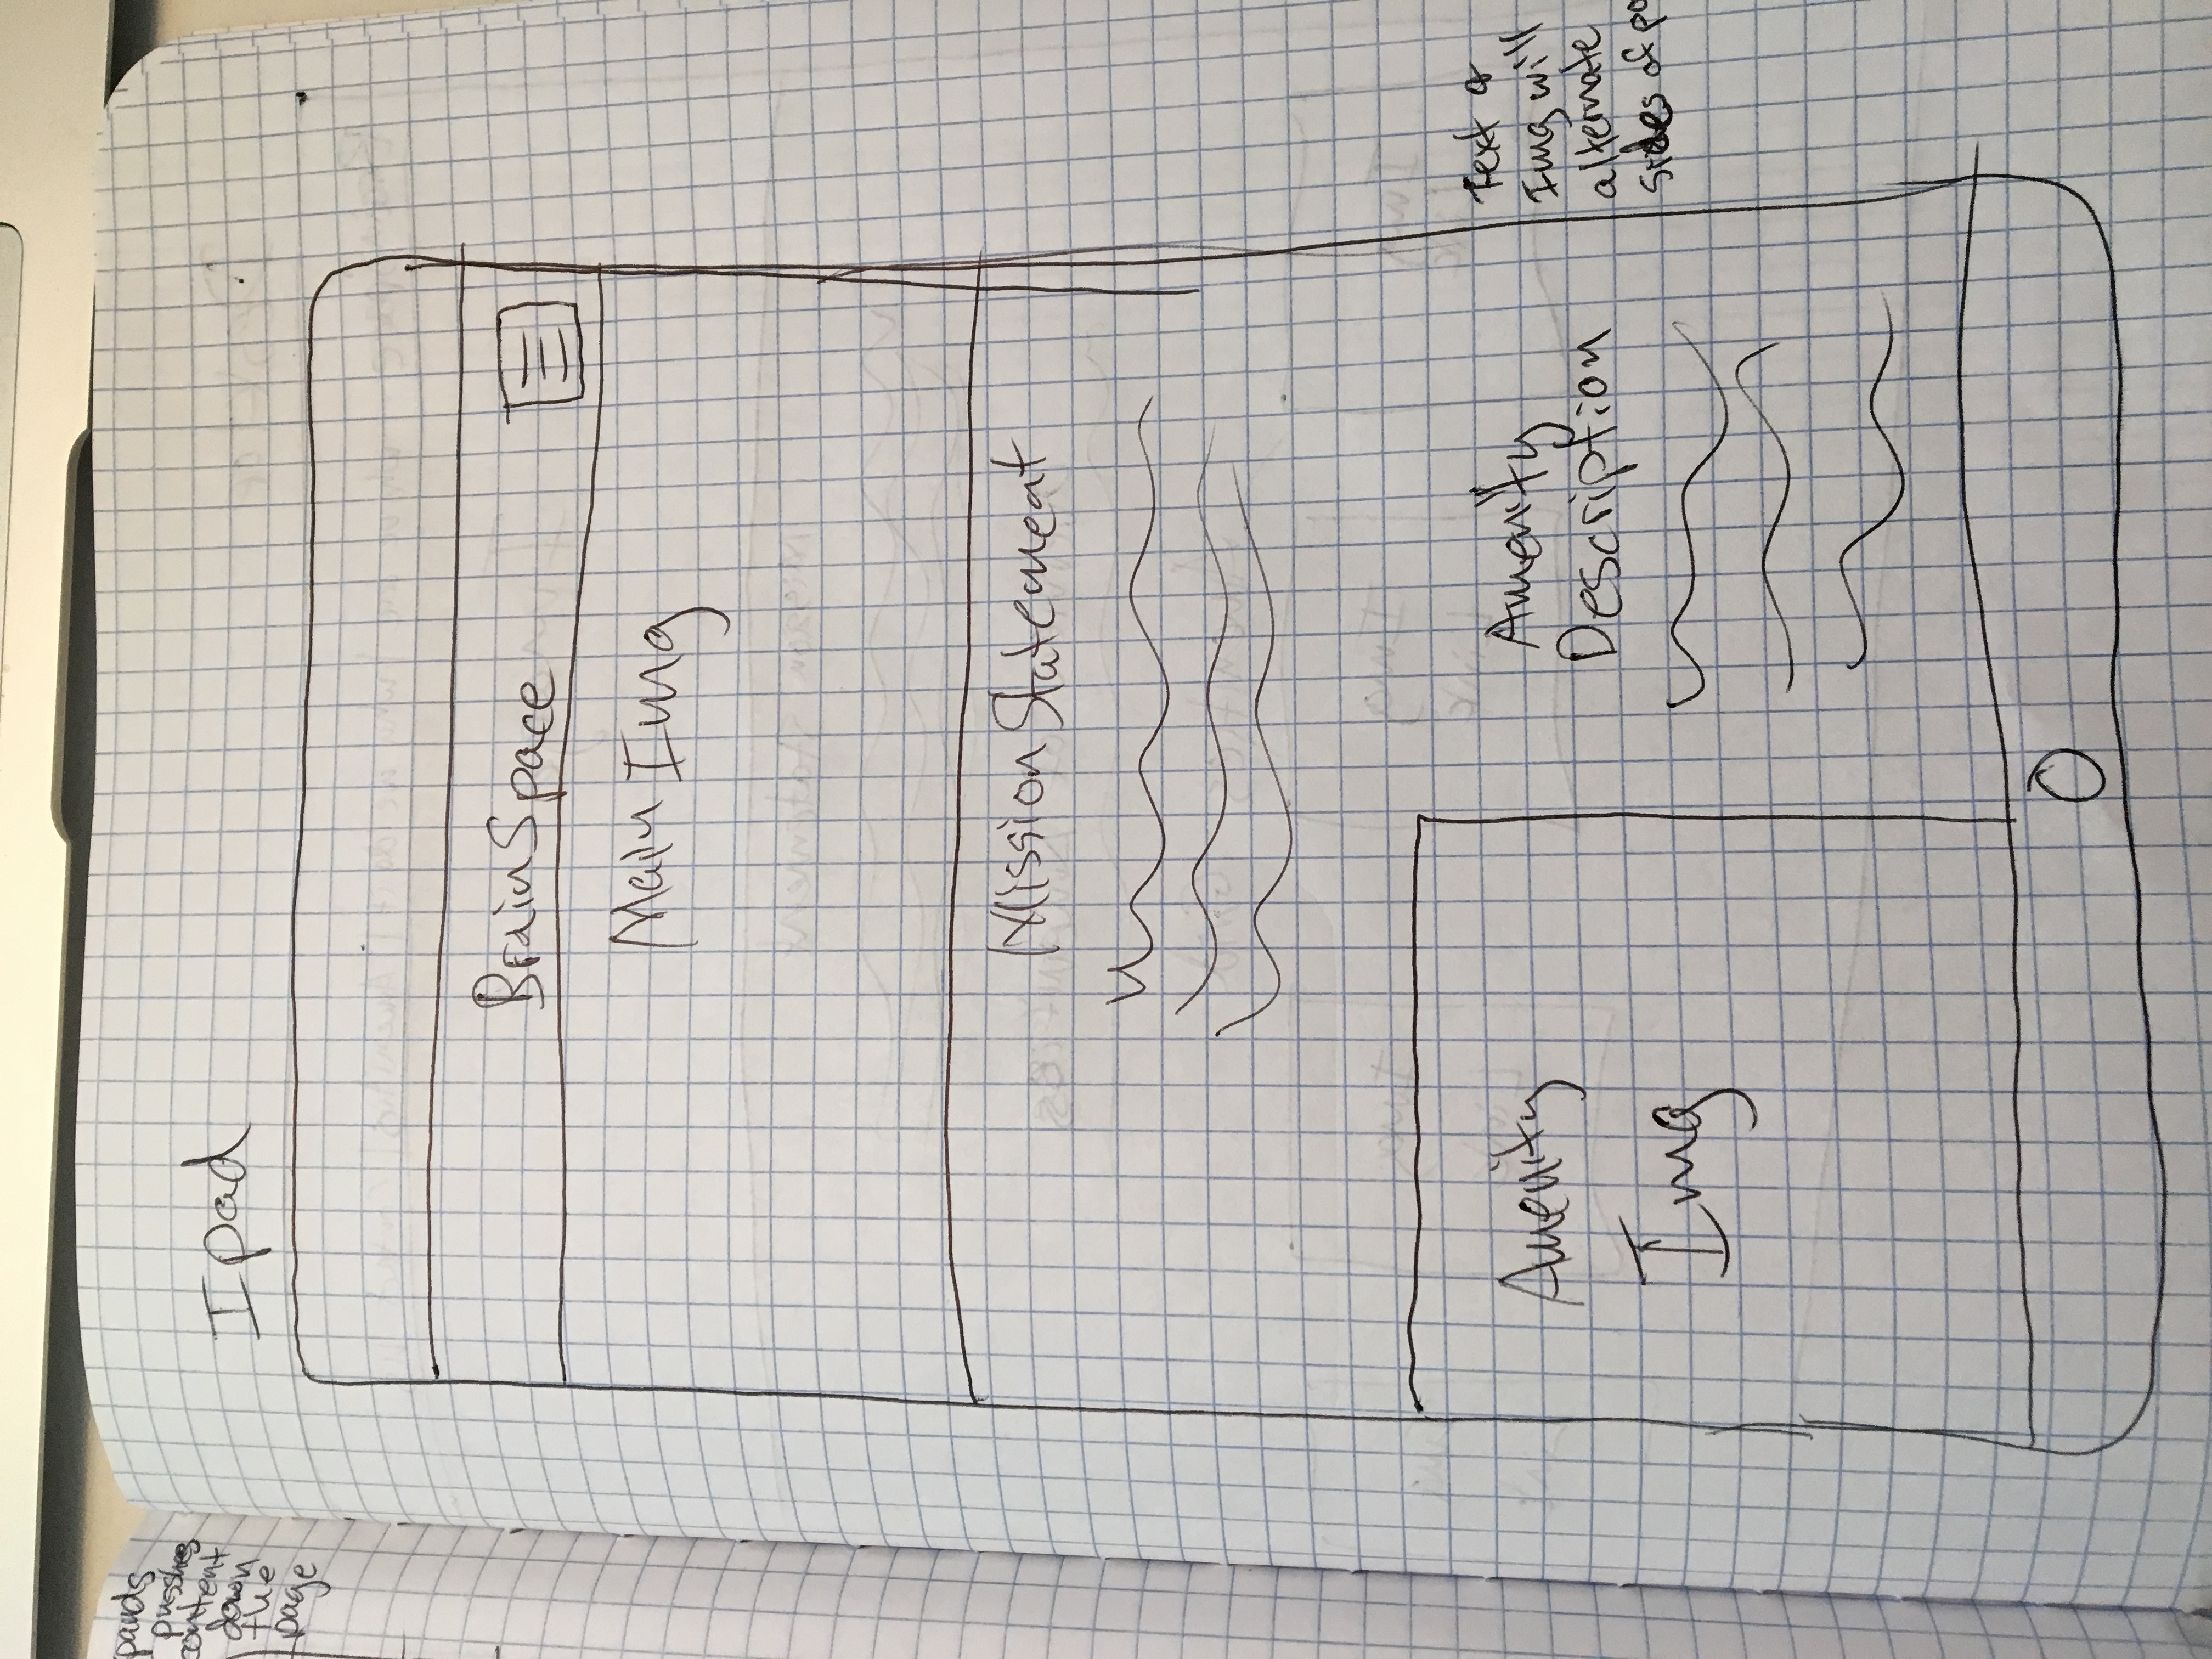 pands
pusshes
content
down
the
page
Ipad
BrainSpace
Main Img
Mission Statement
Amenity
Img
Amenity
Description
Text &
Img will
alternate
sides of